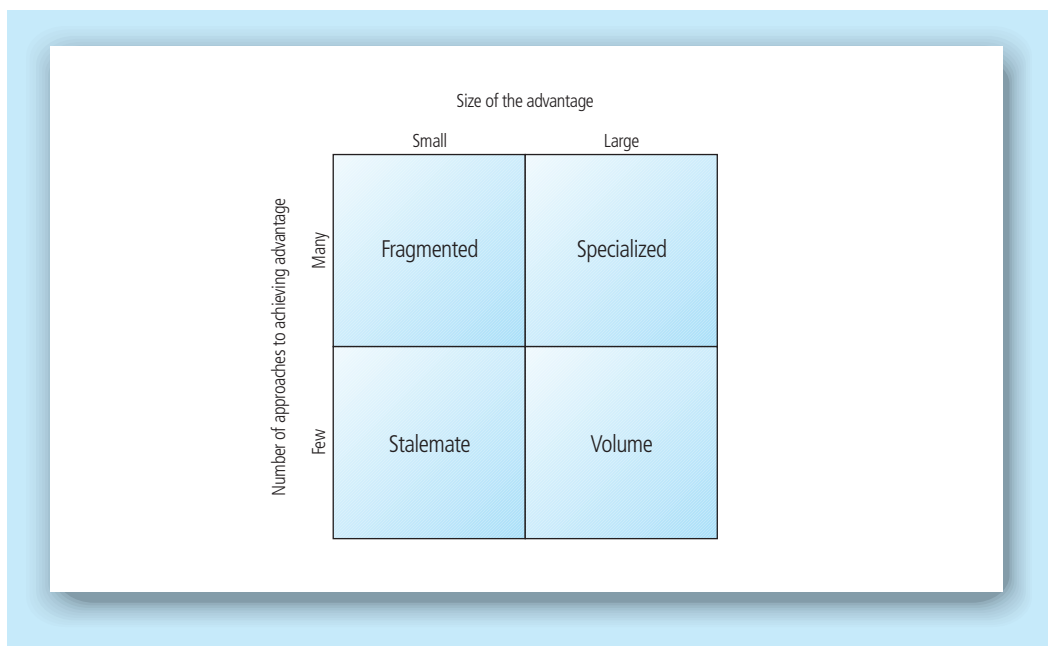 Size of the advantage
Small Large
Number of approaches to achieving advantage
Many
Fragmented Specialized
Few
Stalemate Volume